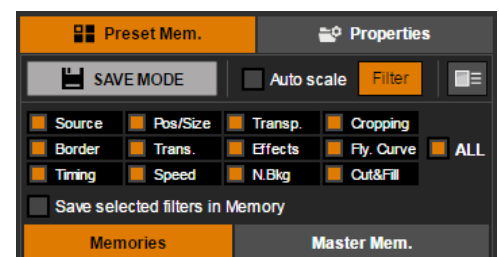 Preset Mem. Properties
SAVE MODE Auto scale Filter
Source Pos/Size Transp. Cropping
Border Trans. Effects Fly. Curve ALL
Timing Speed N.Bkg Cut&Fill
Save selected filters in Memory
Memories Master Mem.